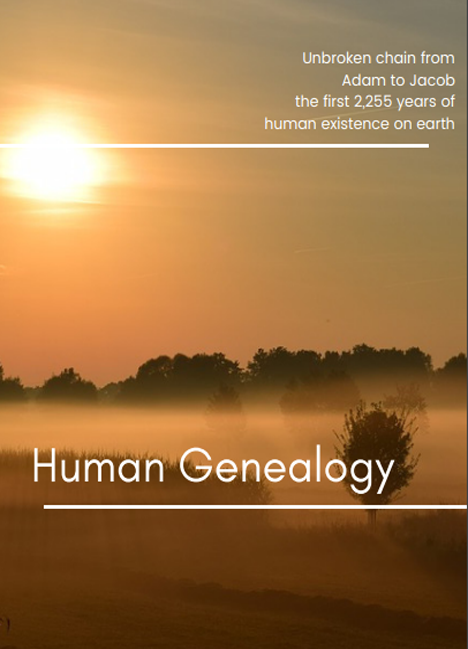 Unbroken chain from
Adam to Jacob
the first 2,255 years of
human existence on earth
Human Genealogy